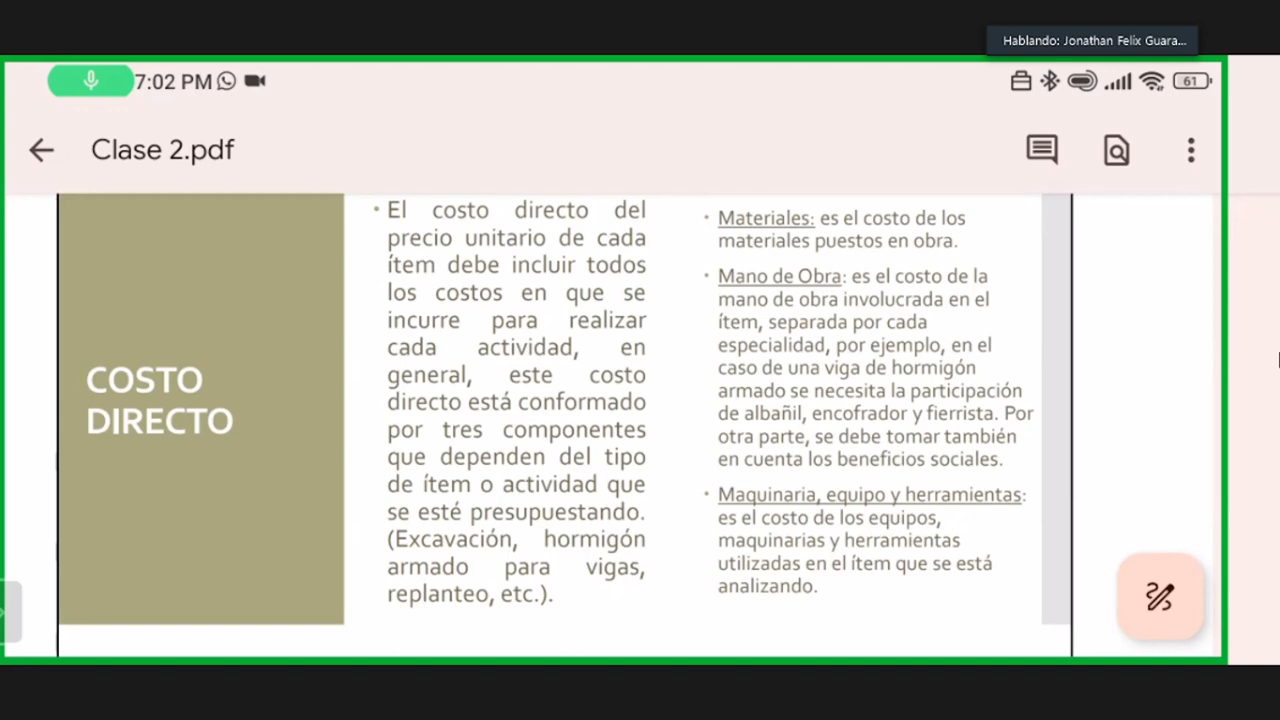 Hablando: Jonathan Felix Guara...
7:02 PM
61
Clase 2.pdf
COSTO
DIRECTO
• El costo directo del
precio unitario de cada
ítem debe incluir todos
los costos en que se
incurre para realizar
cada actividad, en
general, este costo
directo está conformado
por tres componentes
que dependen del tipo
de ítem o actividad que
se esté presupuestando.
(Excavación, hormigón
armado para vigas,
replanteo, etc.).
• Materiales: es el costo de los
materiales puestos en obra.
• Mano de Obra: es el costo de la
mano de obra involucrada en el
ítem, separada por cada
especialidad, por ejemplo, en el
caso de una viga de hormigón
armado se necesita la participación
de albañil, encofrador y fierrista. Por
otra parte, se debe tomar también
en cuenta los beneficios sociales.
• Maquinaria, equipo y herramientas:
es el costo de los equipos,
maquinarias y herramientas
utilizadas en el ítem que se está
analizando.